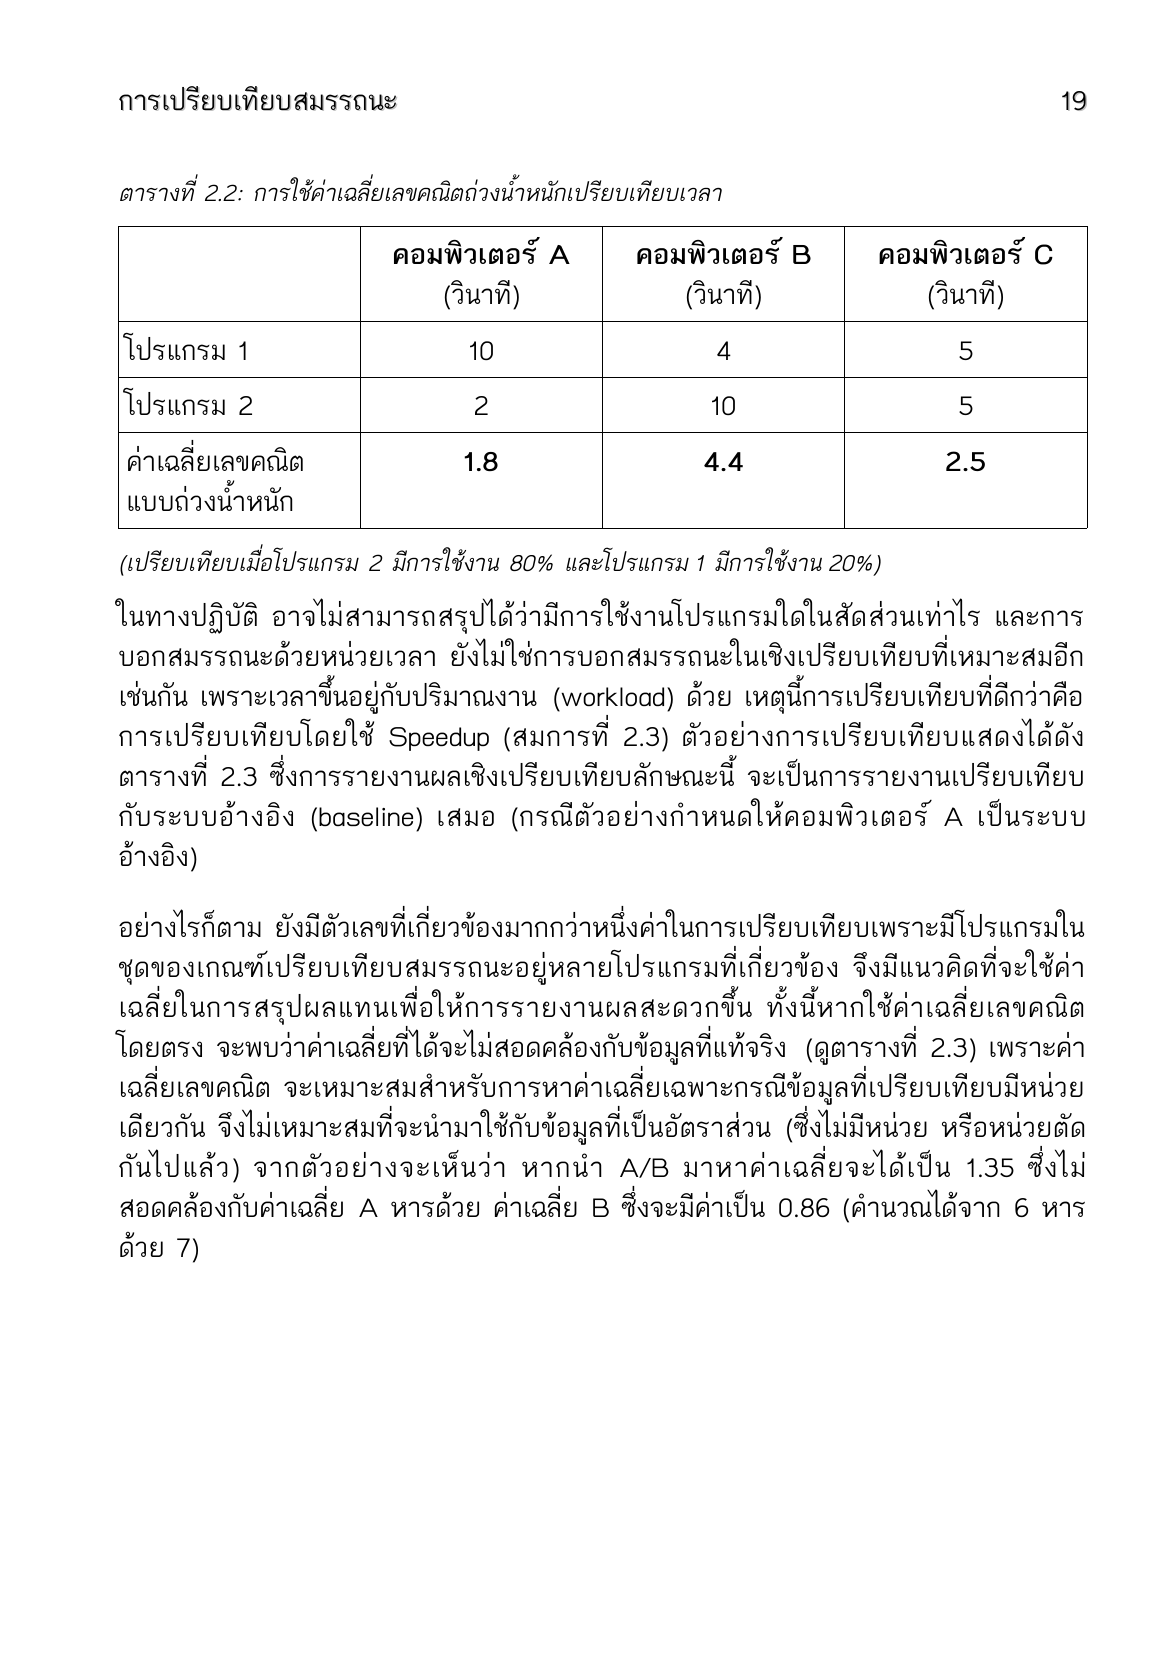 การเปรียบเทียบสมรรถนะ 19
ตารางที่ 2.2: การใช้ค่าเฉลี่ยเลขคณิตถ่วงน้ำหนักเปรียบเทียบเวลา
คอมพิวเตอร์ A คอมพิวเตอร์ B คอมพิวเตอร์ C
(วินาที) (วินาที) (วินาที)
โปรแกรม 1 10 4 5
โปรแกรม 2 2 10 5
ค่าเฉลี่ยเลขคณิต 1.8 4.4 2.5
แบบถ่วงน้ำหนัก
(เปรียบเทียบเมื่อโปรแกรม 2 มีการใช้งาน 80% และโปรแกรม 1 มีการใช้งาน 20%)
ในทางปฏิบัติ อาจไม่สามารถสรุปได้ว่ามีการใช้งานโปรแกรมใดในสัดส่วนเท่าไร และการ
บอกสมรรถนะด้วยหน่วยเวลา ยังไม่ใช่การบอกสมรรถนะในเชิงเปรียบเทียบที่เหมาะสมอีก
เช่นกัน เพราะเวลาขึ้นอยู่กับปริมาณงาน (workload) ด้วย เหตุนี้การเปรียบเทียบที่ดีกว่าคือ
การเปรียบเทียบโดยใช้ Speedup (สมการที่ 2.3) ตัวอย่างการเปรียบเทียบแสดงได้ดัง
ตารางที่ 2.3 ซึ่งการรายงานผลเชิงเปรียบเทียบลักษณะนี้ จะเป็นการรายงานเปรียบเทียบ
กับระบบอ้างอิง (baseline) เสมอ (กรณีตัวอย่างกำหนดให้คอมพิวเตอร์ A เป็นระบบ
อ้างอิง)
อย่างไรก็ตาม ยังมีตัวเลขที่เกี่ยวข้องมากกว่าหนึ่งค่าในการเปรียบเทียบเพราะมีโปรแกรมใน
ชุดของเกณฑ์เปรียบเทียบสมรรถนะอยู่หลายโปรแกรมที่เกี่ยวข้อง จึงมีแนวคิดที่จะใช้ค่า
เฉลี่ยในการสรุปผลแทนเพื่อให้การรายงานผลสะดวกขึ้น ทั้งนี้หากใช้ค่าเฉลี่ยเลขคณิต
โดยตรง จะพบว่าค่าเฉลี่ยที่ได้จะไม่สอดคล้องกับข้อมูลที่แท้จริง (ดูตารางที่ 2.3) เพราะค่า
เฉลี่ยเลขคณิต จะเหมาะสมสำหรับการหาค่าเฉลี่ยเฉพาะกรณีข้อมูลที่เปรียบเทียบมีหน่วย
เดียวกัน จึงไม่เหมาะสมที่จะนำมาใช้กับข้อมูลที่เป็นอัตราส่วน (ซึ่งไม่มีหน่วย หรือหน่วยตัด
กันไปแล้ว) จากตัวอย่างจะเห็นว่า หากนำ A/B มาหาค่าเฉลี่ยจะได้เป็น 1.35 ซึ่งไม่
สอดคล้องกับค่าเฉลี่ย A หารด้วย ค่าเฉลี่ย B ซึ่งจะมีค่าเป็น 0.86 (คำนวณได้จาก 6 หาร
ด้วย 7)